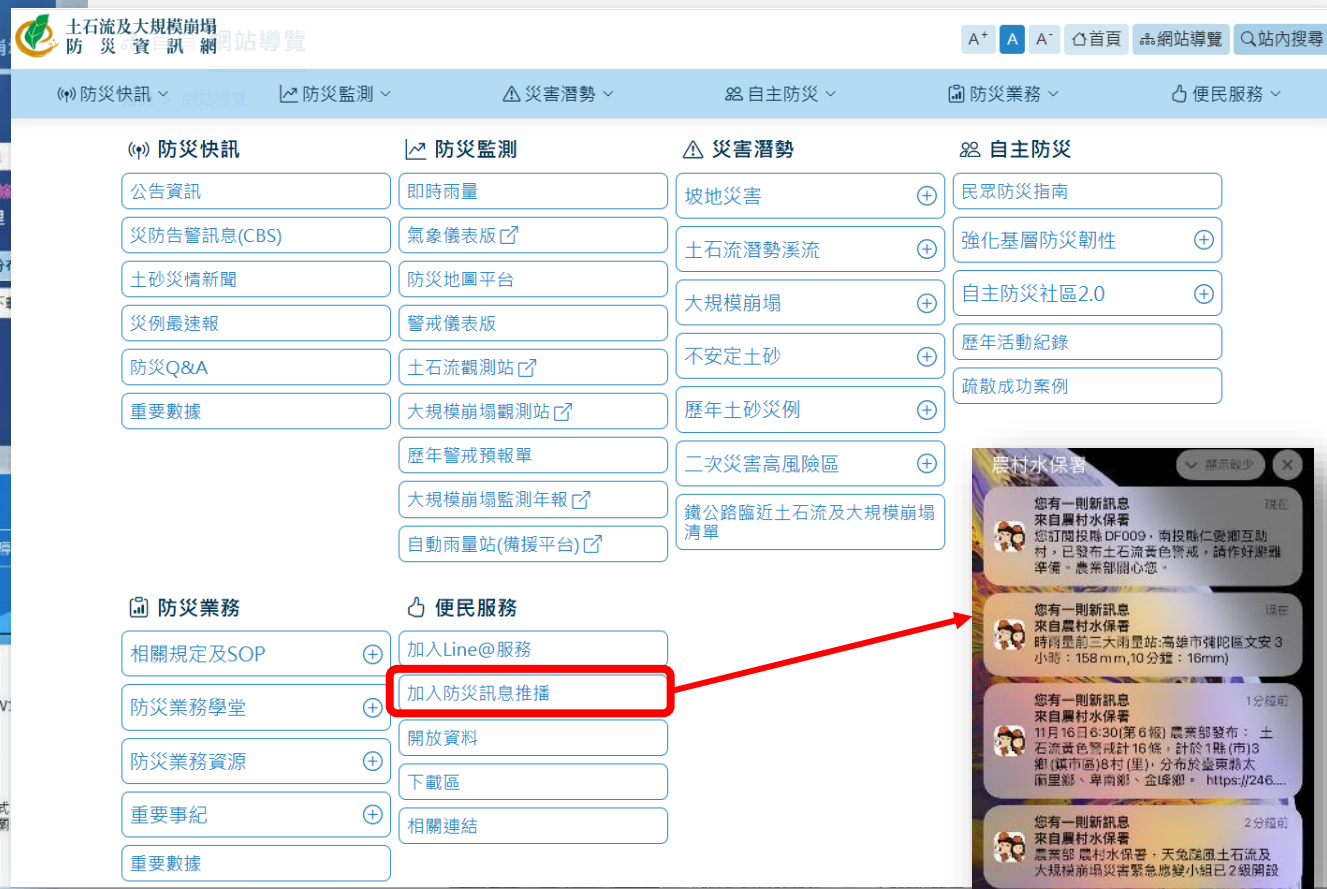 土石流及大規模崩塌
防災資訊網
網站導覽
A+ A A- 首頁 網站導覽 站內搜尋
防災快訊 防災監測 災害潛勢 自主防災 防災業務 便民服務
防災快訊
公告資訊
災防告警訊息(CBS)
土砂災情新聞
災例最速報
防災Q&A
重要數據
防災監測
即時雨量
氣象儀表版
防災地圖平台
警戒儀表版
土石流觀測站
大規模崩塌觀測站
歷年警戒預報單
大規模崩塌監測年報
自動雨量站(備援平台)
災害潛勢
坡地災害
土石流潛勢溪流
大規模崩塌
不安定土砂
歷年土砂災例
二次災害高風險區
鐵公路臨近土石流及大規模崩塌
清單
自主防災
民眾防災指南
強化基層防災韌性
自主防災社區2.0
歷年活動紀錄
疏散成功案例
防災業務
相關規定及SOP
防災業務學堂
防災業務資源
重要事紀
重要數據
便民服務
加入Line@服務
加入防災訊息推播
開放資料
下載區
相關連結
農村水保署 顯示較少
您有一則新訊息 現在
來自農村水保署
您訂閱投縣DF009，南投縣仁愛鄉互助
村，已發布土石流黃色警戒，請作好避難
準備。農業部關心您。
您有一則新訊息 現在
來自農村水保署
時雨量前三大雨量站:高雄市彌陀區文安3
小時：158mm,10分鐘：16mm)
您有一則新訊息 1分鐘前
來自農村水保署
11月16日6:30(第6報) 農業部發布： 土
石流黃色警戒計16條，計於1縣(市)3
鄉(鎮市區)8村(里)，分布於臺東縣太
麻里鄉、卑南鄉、金峰鄉。 https://246....
您有一則新訊息 2分鐘前
來自農村水保署
農業部 農村水保署，天兔颱風土石流及
大規模崩塌災害緊急應變小組已2級開設